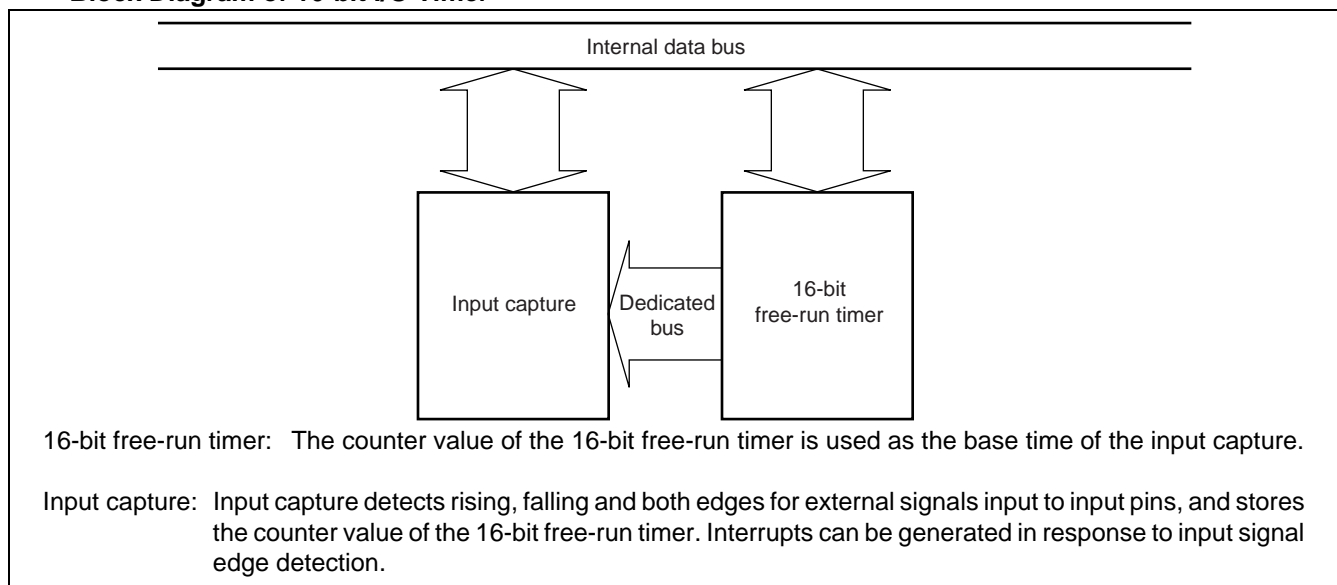 Internal data bus
Input capture
Dedicated
bus
16-bit
free-run timer
16-bit free-run timer: The counter value of the 16-bit free-run timer is used as the base time of the input capture.
Input capture: Input capture detects rising, falling and both edges for external signals input to input pins, and stores
the counter value of the 16-bit free-run timer. Interrupts can be generated in response to input signal
edge detection.